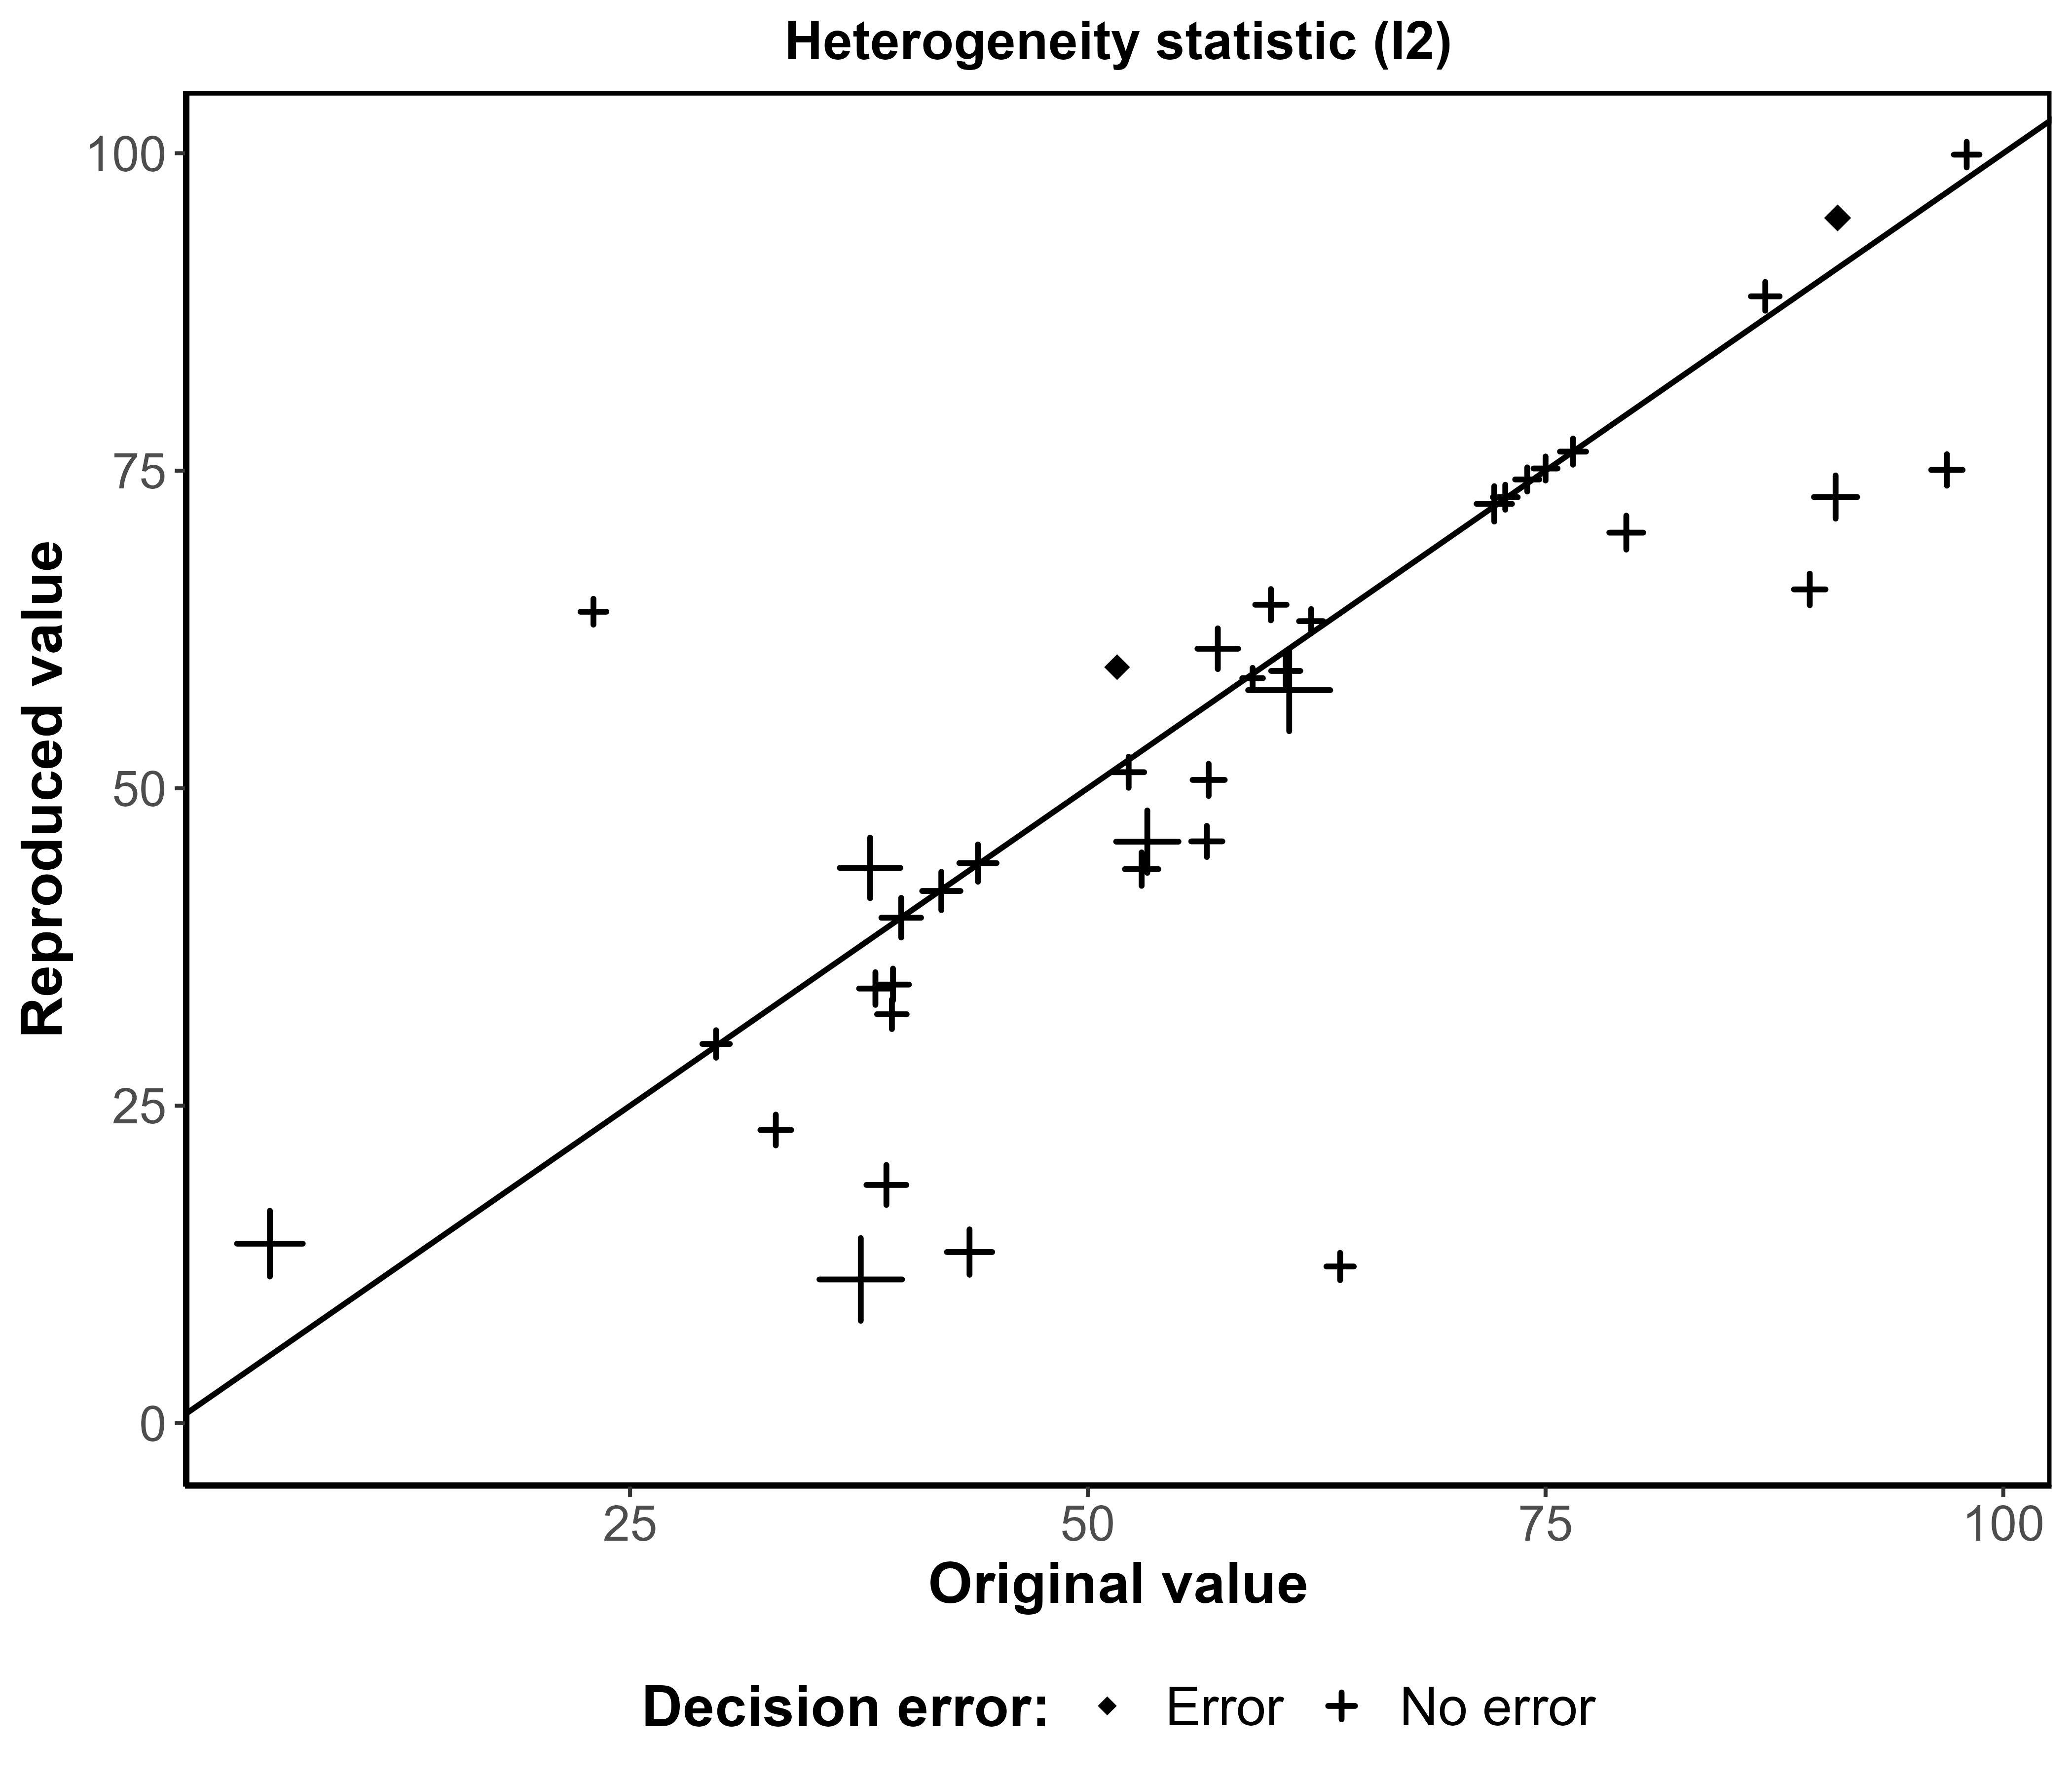 Heterogeneity statistic (I2)
100
75
50
25
0
Reproduced value
25 50 75 100
Original value
Decision error: Error No error